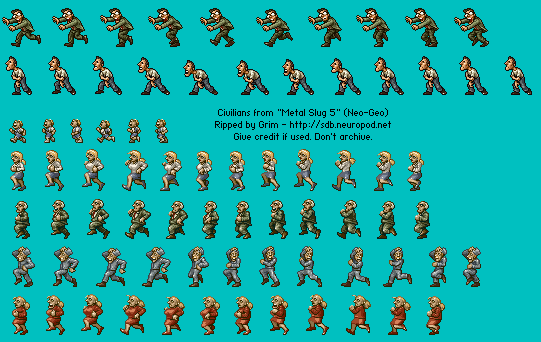 Civilians from "Metal Slug 5" (Neo-Geo)
Ripped by Grim - http://sdb.neuropod.net
Give credit if used. Don't archive.